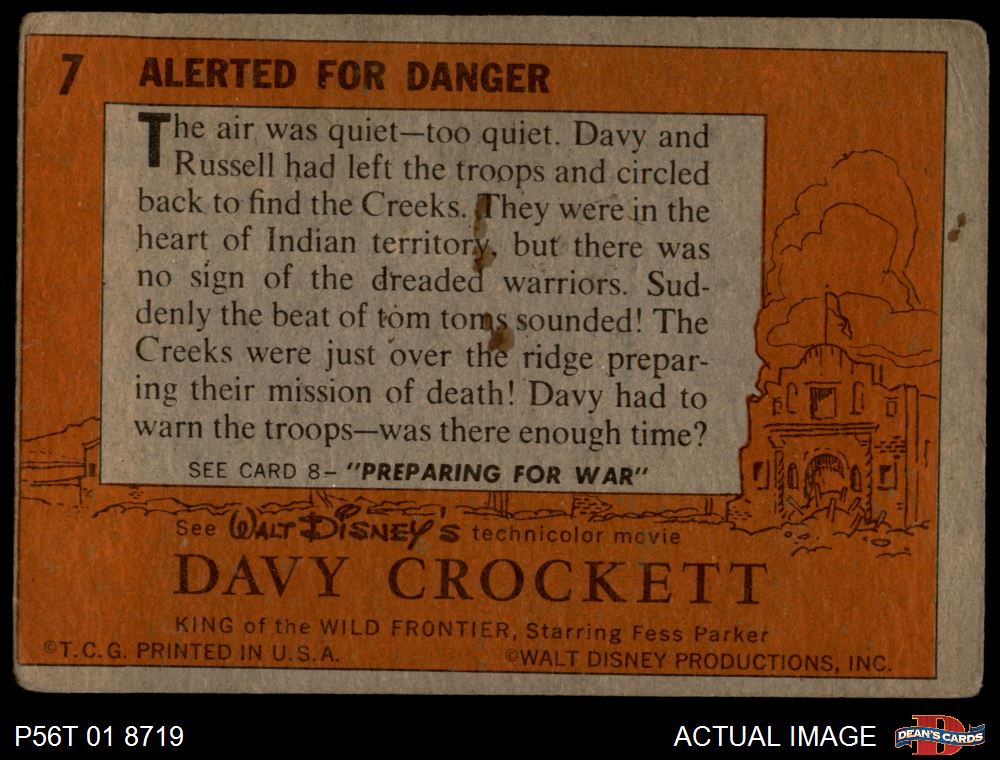 7 ALERTED FOR DANGER
The air was quiet—too quiet. Davy and
Russell had left the troops and circled
back to find the Creeks. They were in the
heart of Indian territory, but there was
no sign of the dreaded warriors. Sud-
denly the beat of tom toms sounded! The
Creeks were just over the ridge prepar-
ing their mission of death! Davy had to
warn the troops—was there enough time?
SEE CARD 8— "PREPARING FOR WAR"
See WALT DISNEY'S technicolor movie
DAVY CROCKETT
KING of the WILD FRONTIER, Starring Fess Parker
©T.C.G. PRINTED IN U.S.A. ©WALT DISNEY PRODUCTIONS, INC.
P56T 01 8719 ACTUAL IMAGE DEAN'S CARDS